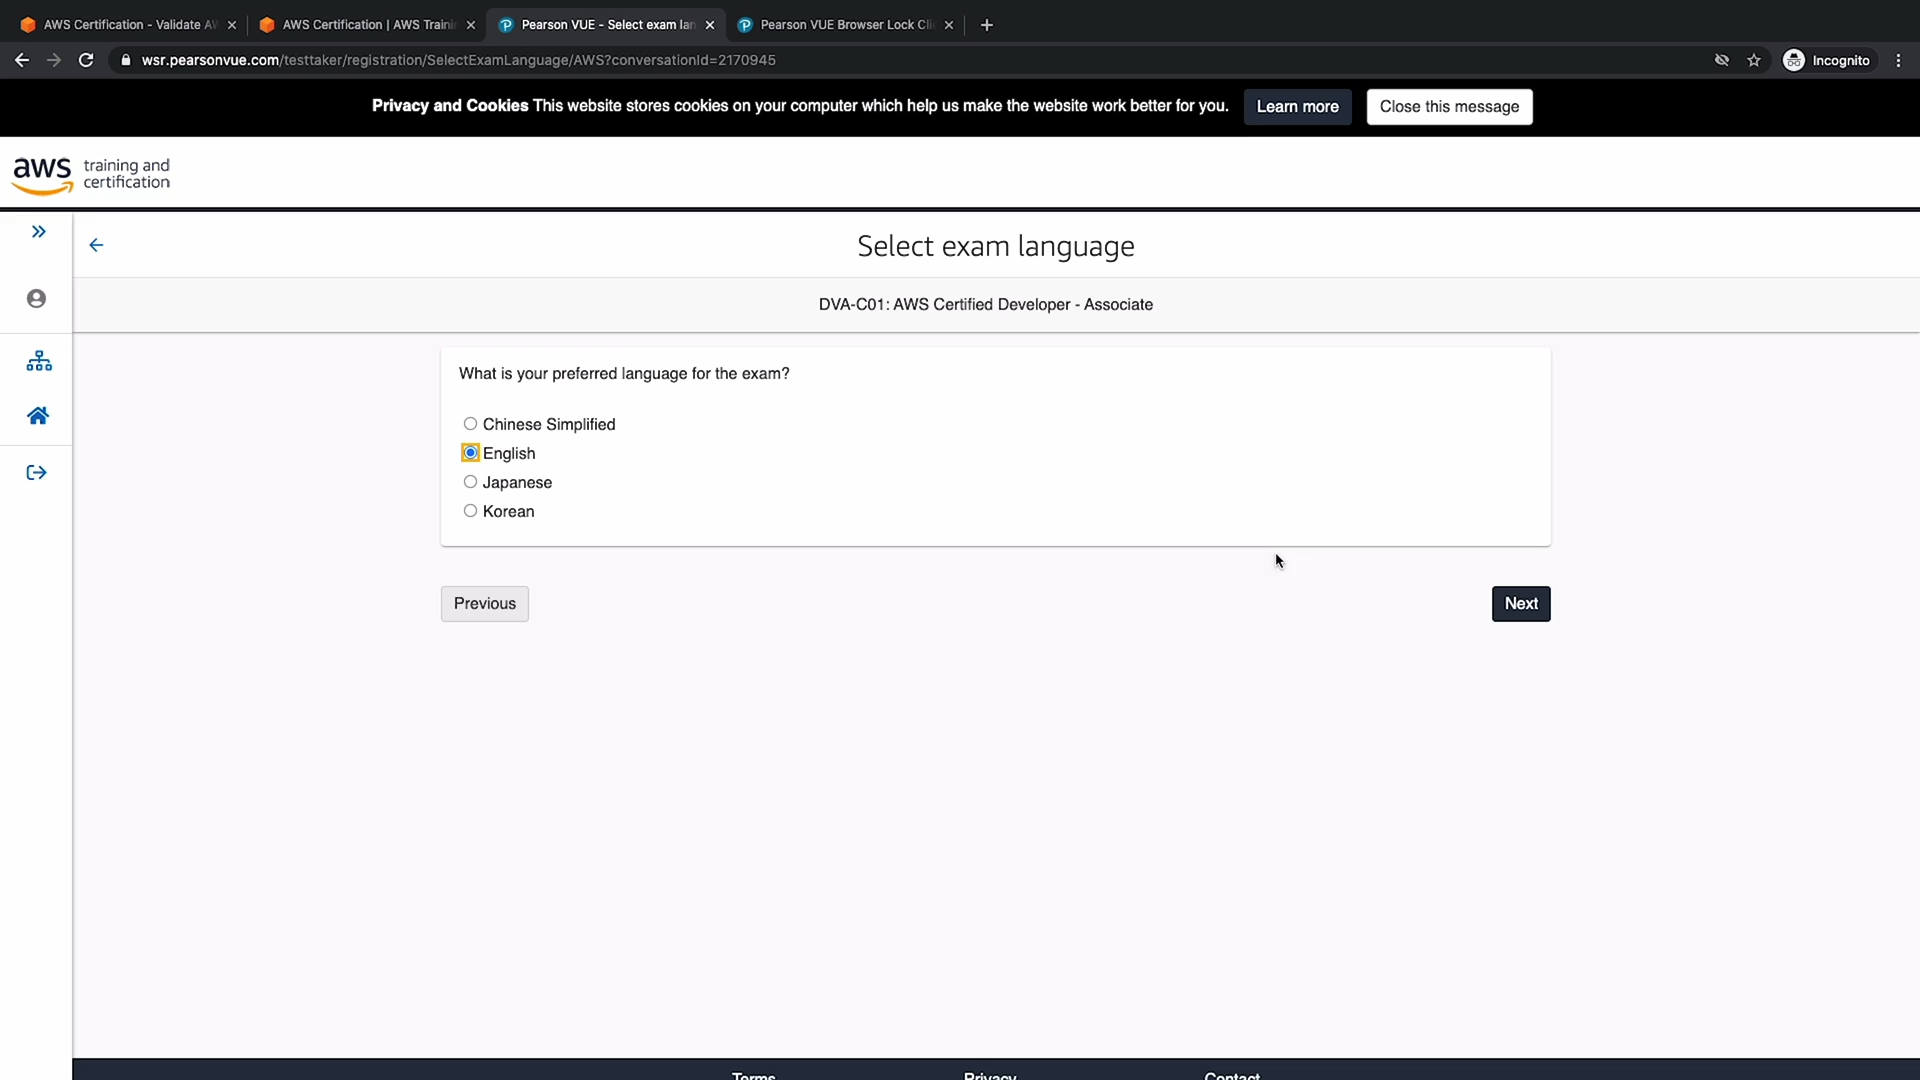 AWS Certification - Validate AW
AWS Certification | AWS Traini
Pearson VUE - Select exam lan
Pearson VUE Browser Lock Cli
wsr.pearsonvue.com/testtaker/registration/SelectExamLanguage/AWS?conversationId=2170945
Incognito
Privacy and Cookies This website stores cookies on your computer which help us make the website work better for you.
Learn more
Close this message
aws training and certification
Select exam language
DVA-C01: AWS Certified Developer - Associate
What is your preferred language for the exam?
Chinese Simplified
English
Japanese
Korean
Previous
Next
Terms
Privacy
Contact